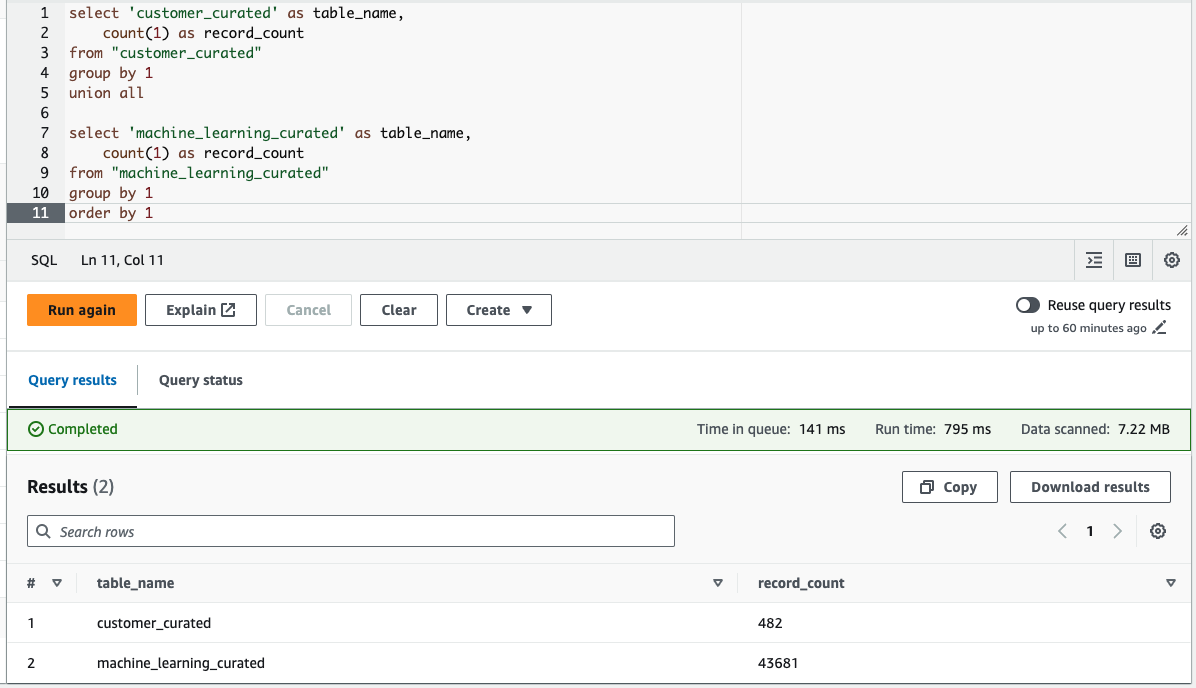 1 select 'customer_curated' as table_name,
2 count(1) as record_count
3 from "customer_curated"
4 group by 1
5 union all
6
7 select 'machine_learning_curated' as table_name,
8 count(1) as record_count
9 from "machine_learning_curated"
10 group by 1
11 order by 1
SQL Ln 11, Col 11
Run again Explain Cancel Clear Create Reuse query results
up to 60 minutes ago
Query results Query status
Completed Time in queue: 141 ms Run time: 795 ms Data scanned: 7.22 MB
Results (2) Copy Download results
Search rows 1
# table_name record_count
1 customer_curated 482
2 machine_learning_curated 43681